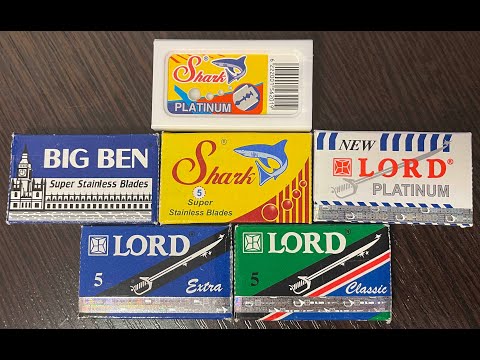 Shark®
PLATINUM
BIG BEN
Super Stainless Blades
Shark®
5
Super
Stainless Blades
NEW
LORD®
PLATINUM
LORD
5
Extra
LORD®
5
Classic